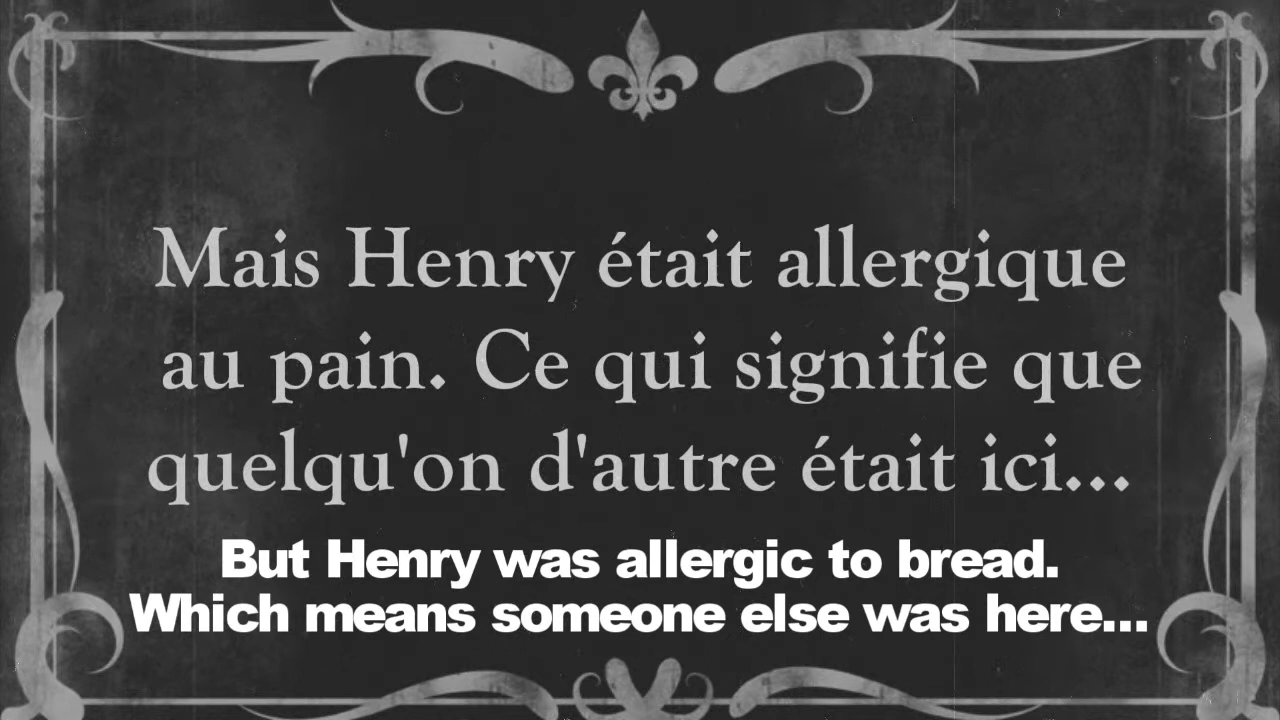 Mais Henry était allergique
au pain. Ce qui signifie que
quelqu'on d'autre était ici...
But Henry was allergic to bread.
Which means someone else was here...